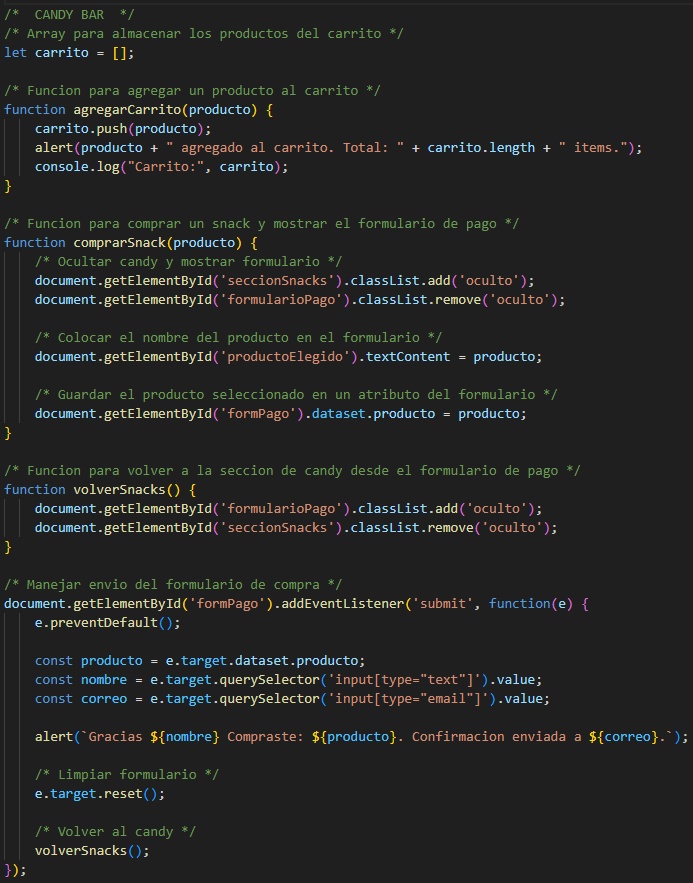 /*  CANDY BAR  */
/* Array para almacenar los productos del carrito */
let carrito = [];

/* Funcion para agregar un producto al carrito */
function agregarCarrito(producto) {
    carrito.push(producto);
    alert(producto + " agregado al carrito. Total: " + carrito.length + " items.");
    console.log("Carrito:", carrito);
}

/* Funcion para comprar un snack y mostrar el formulario de pago */
function comprarSnack(producto) {
    /* Ocultar candy y mostrar formulario */
    document.getElementById('seccionSnacks').classList.add('oculto');
    document.getElementById('formularioPago').classList.remove('oculto');

    /* Colocar el nombre del producto en el formulario */
    document.getElementById('productoElegido').textContent = producto;

    /* Guardar el producto seleccionado en un atributo del formulario */
    document.getElementById('formPago').dataset.producto = producto;
}

/* Funcion para volver a la seccion de candy desde el formulario de pago */
function volverSnacks() {
    document.getElementById('formularioPago').classList.add('oculto');
    document.getElementById('seccionSnacks').classList.remove('oculto');
}

/* Manejar envio del formulario de compra */
document.getElementById('formPago').addEventListener('submit', function(e) {
    e.preventDefault();

    const producto = e.target.dataset.producto;
    const nombre = e.target.querySelector('input[type="text"]').value;
    const correo = e.target.querySelector('input[type="email"]').value;

    alert(`Gracias ${nombre} Compraste: ${producto}. Confirmacion enviada a ${correo}.`);

    /* Limpiar formulario */
    e.target.reset();

    /* Volver al candy */
    volverSnacks();
});